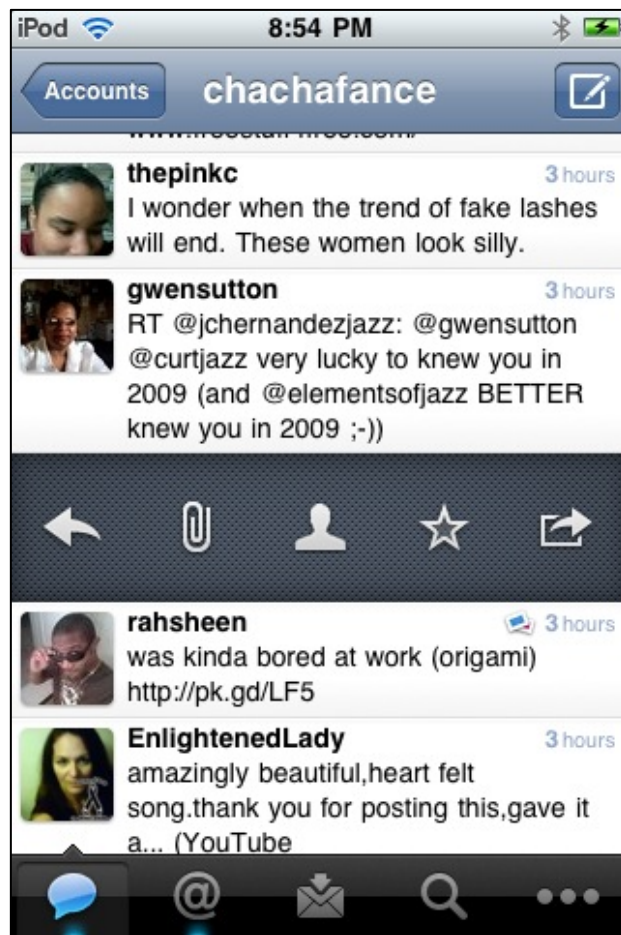 iPod 8:54 PM
Accounts chachafance
thepinkc 3 hours
I wonder when the trend of fake lashes
will end. These women look silly.
gwensutton 3 hours
RT @jchernandezjazz: @gwensutton
@curtjazz very lucky to knew you in
2009 (and @elementsofjazz BETTER
knew you in 2009 ;-))
rahsheen 3 hours
was kinda bored at work (origami)
http://pk.gd/LF5
EnlightenedLady 3 hours
amazingly beautiful,heart felt
song.thank you for posting this,gave it
a... (YouTube
@